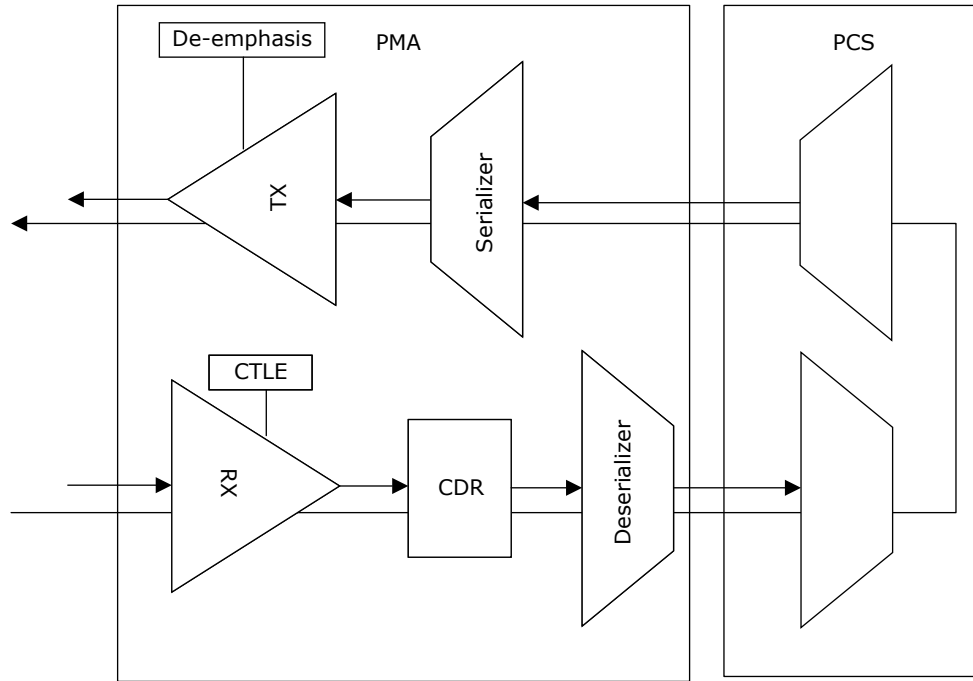 De-emphasis
PMA
PCS
TX
Serializer
CTLE
RX
CDR
Deserializer